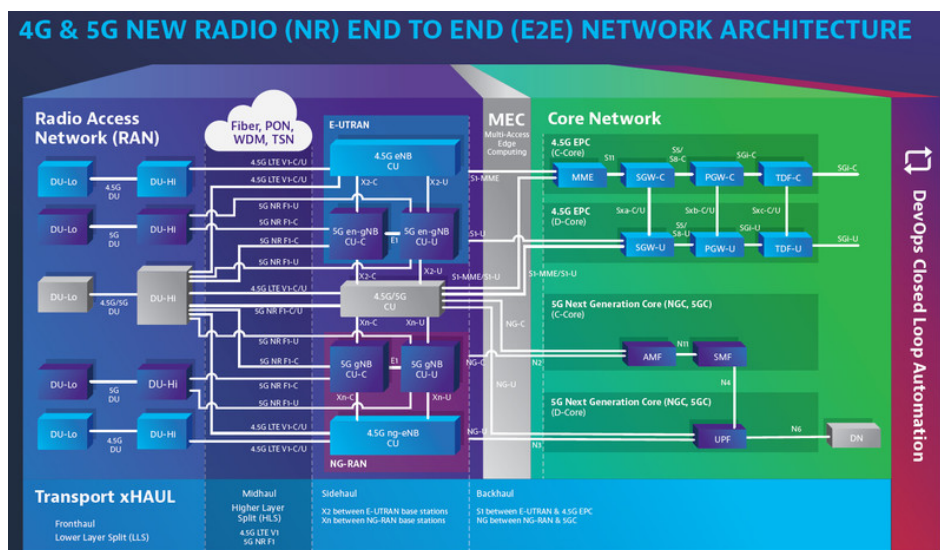 4G & 5G NEW RADIO (NR) END TO END (E2E) NETWORK ARCHITECTURE
Radio Access
Network (RAN)
Fiber, PON,
WDM, TSN
E-UTRAN
MEC
Multi-Access
Edge
Computing
Core Network
4.5G EPC
(C-Core)
DU-Lo
4.5G
DU
DU-Hi
4.5G LTE V1-C/U
4.5G LTE V1-C/U
4.5G eNB
CU
X2-C
X2-U
S1-MME
MME
S11
SGW-C
S5/
S8-C
PGW-C
SGi-C
TDF-C
SGi-C
Sxa-C/U
Sxb-C/U
Sxc-C/U
DU-Lo
5G
DU
DU-Hi
5G NR F1-U
5G NR F1-C
5G NR F1-C
5G NR F1-U
5G en-gNB
CU-C
E1
5G en-gNB
CU-U
S1-U
4.5G EPC
(D-Core)
SGW-U
S5/
S8-U
PGW-U
SGi-U
TDF-U
SGi-U
X2-C
X2-U
S1-MME/S1-U
S1-MME/S1-U
DU-Lo
4.5G/5G
DU
DU-Hi
4.5G LTE V1-C/U
5G NR F1-C/U
4.5G/5G
CU
Xn-C
Xn-U
NG-C
NG-U
5G Next Generation Core (NGC, 5GC)
(C-Core)
AMF
N11
SMF
N4
DU-Lo
5G
DU
DU-Hi
5G NR F1-U
5G NR F1-C
5G NR F1-C
5G NR F1-U
5G gNB
CU-C
E1
5G gNB
CU-U
NG-C
N2
Xn-C
Xn-U
5G Next Generation Core (NGC, 5GC)
(D-Core)
UPF
N6
DN
DU-Lo
4.5G
DU
DU-Hi
4.5G LTE V1-C/U
4.5G LTE V1-C/U
4.5G ng-eNB
CU
NG-U
N3
NG-RAN
DevOps Closed Loop Automation
Transport xHAUL
Fronthaul
Lower Layer Split (LLS)
Midhaul
Higher Layer
Split (HLS)
4.5G LTE V1
5G NR F1
Sidehaul
X2 between E-UTRAN base stations
Xn between NG-RAN base stations
Backhaul
S1 between E-UTRAN & 4.5G EPC
NG between NG-RAN & 5GC